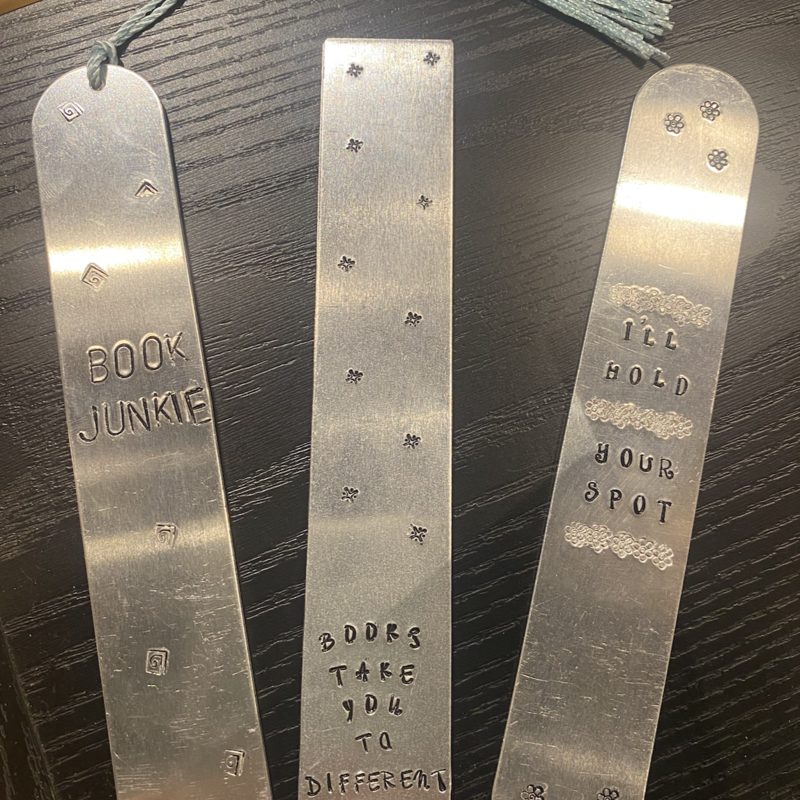 BOOK
JUNKIE
BOOKS
TAKE
YOU
TO
DIFFERENT
I'LL
HOLD
YOUR
SPOT